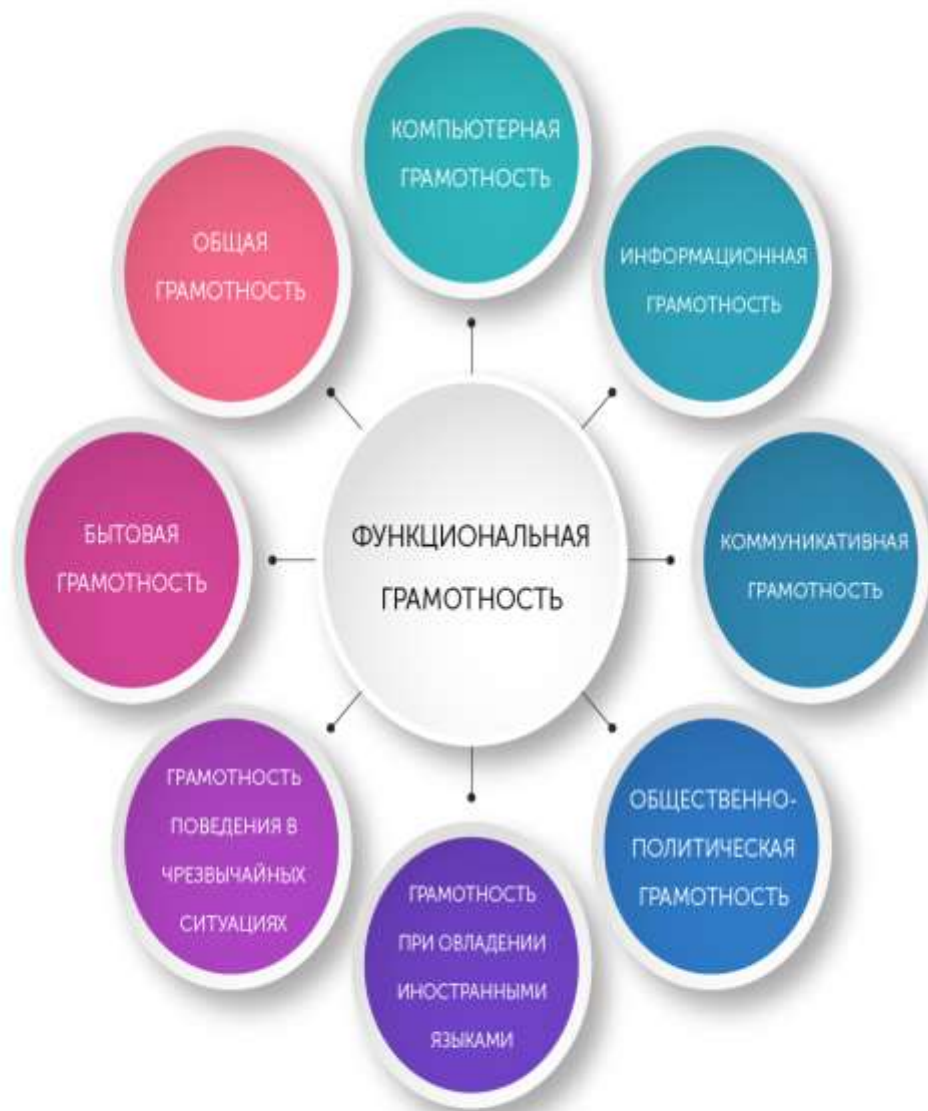 КОМПЬЮТЕРНАЯ
ГРАМОТНОСТЬ
ОБЩАЯ
ГРАМОТНОСТЬ
ИНФОРМАЦИОННАЯ
ГРАМОТНОСТЬ
БЫТОВАЯ
ГРАМОТНОСТЬ
ФУНКЦИОНАЛЬНАЯ
ГРАМОТНОСТЬ
КОММУНИКАТИВНАЯ
ГРАМОТНОСТЬ
ГРАМОТНОСТЬ
ПОВЕДЕНИЯ В
ЧРЕЗВЫЧАЙНЫХ
СИТУАЦИЯХ
ОБЩЕСТВЕННО-
ПОЛИТИЧЕСКАЯ
ГРАМОТНОСТЬ
ГРАМОТНОСТЬ
ПРИ ОВЛАДЕНИИ
ИНОСТРАННЫМИ
ЯЗЫКАМИ